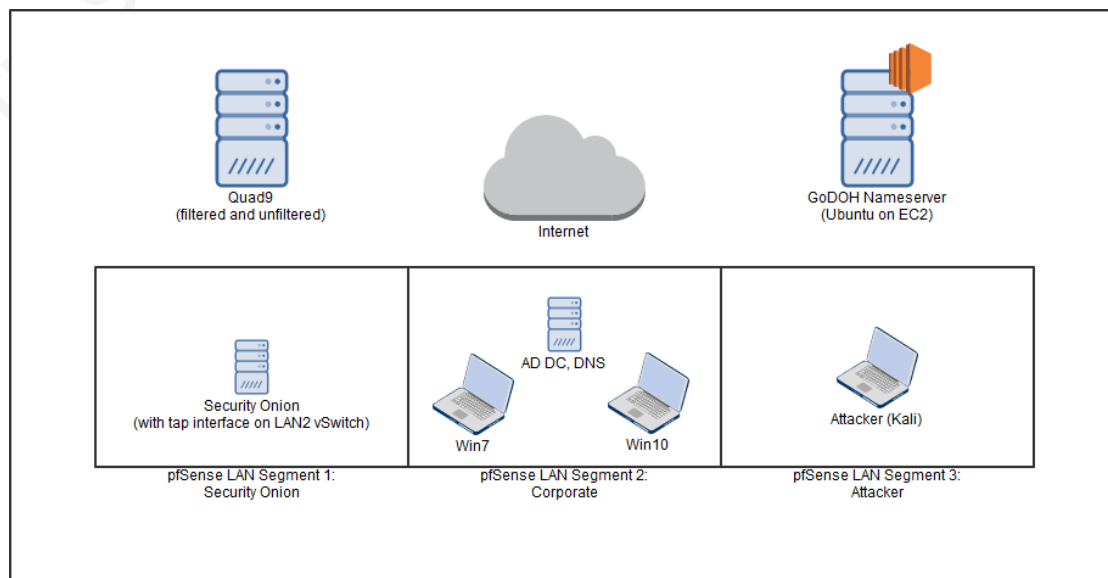 Quad9
(filtered and unfiltered)
Internet
GoDOH Nameserver
(Ubuntu on EC2)
Security Onion
(with tap interface on LAN2 vSwitch)
AD DC, DNS
Win7
Win10
Attacker (Kali)
pfSense LAN Segment 1:
Security Onion
pfSense LAN Segment 2:
Corporate
pfSense LAN Segment 3:
Attacker